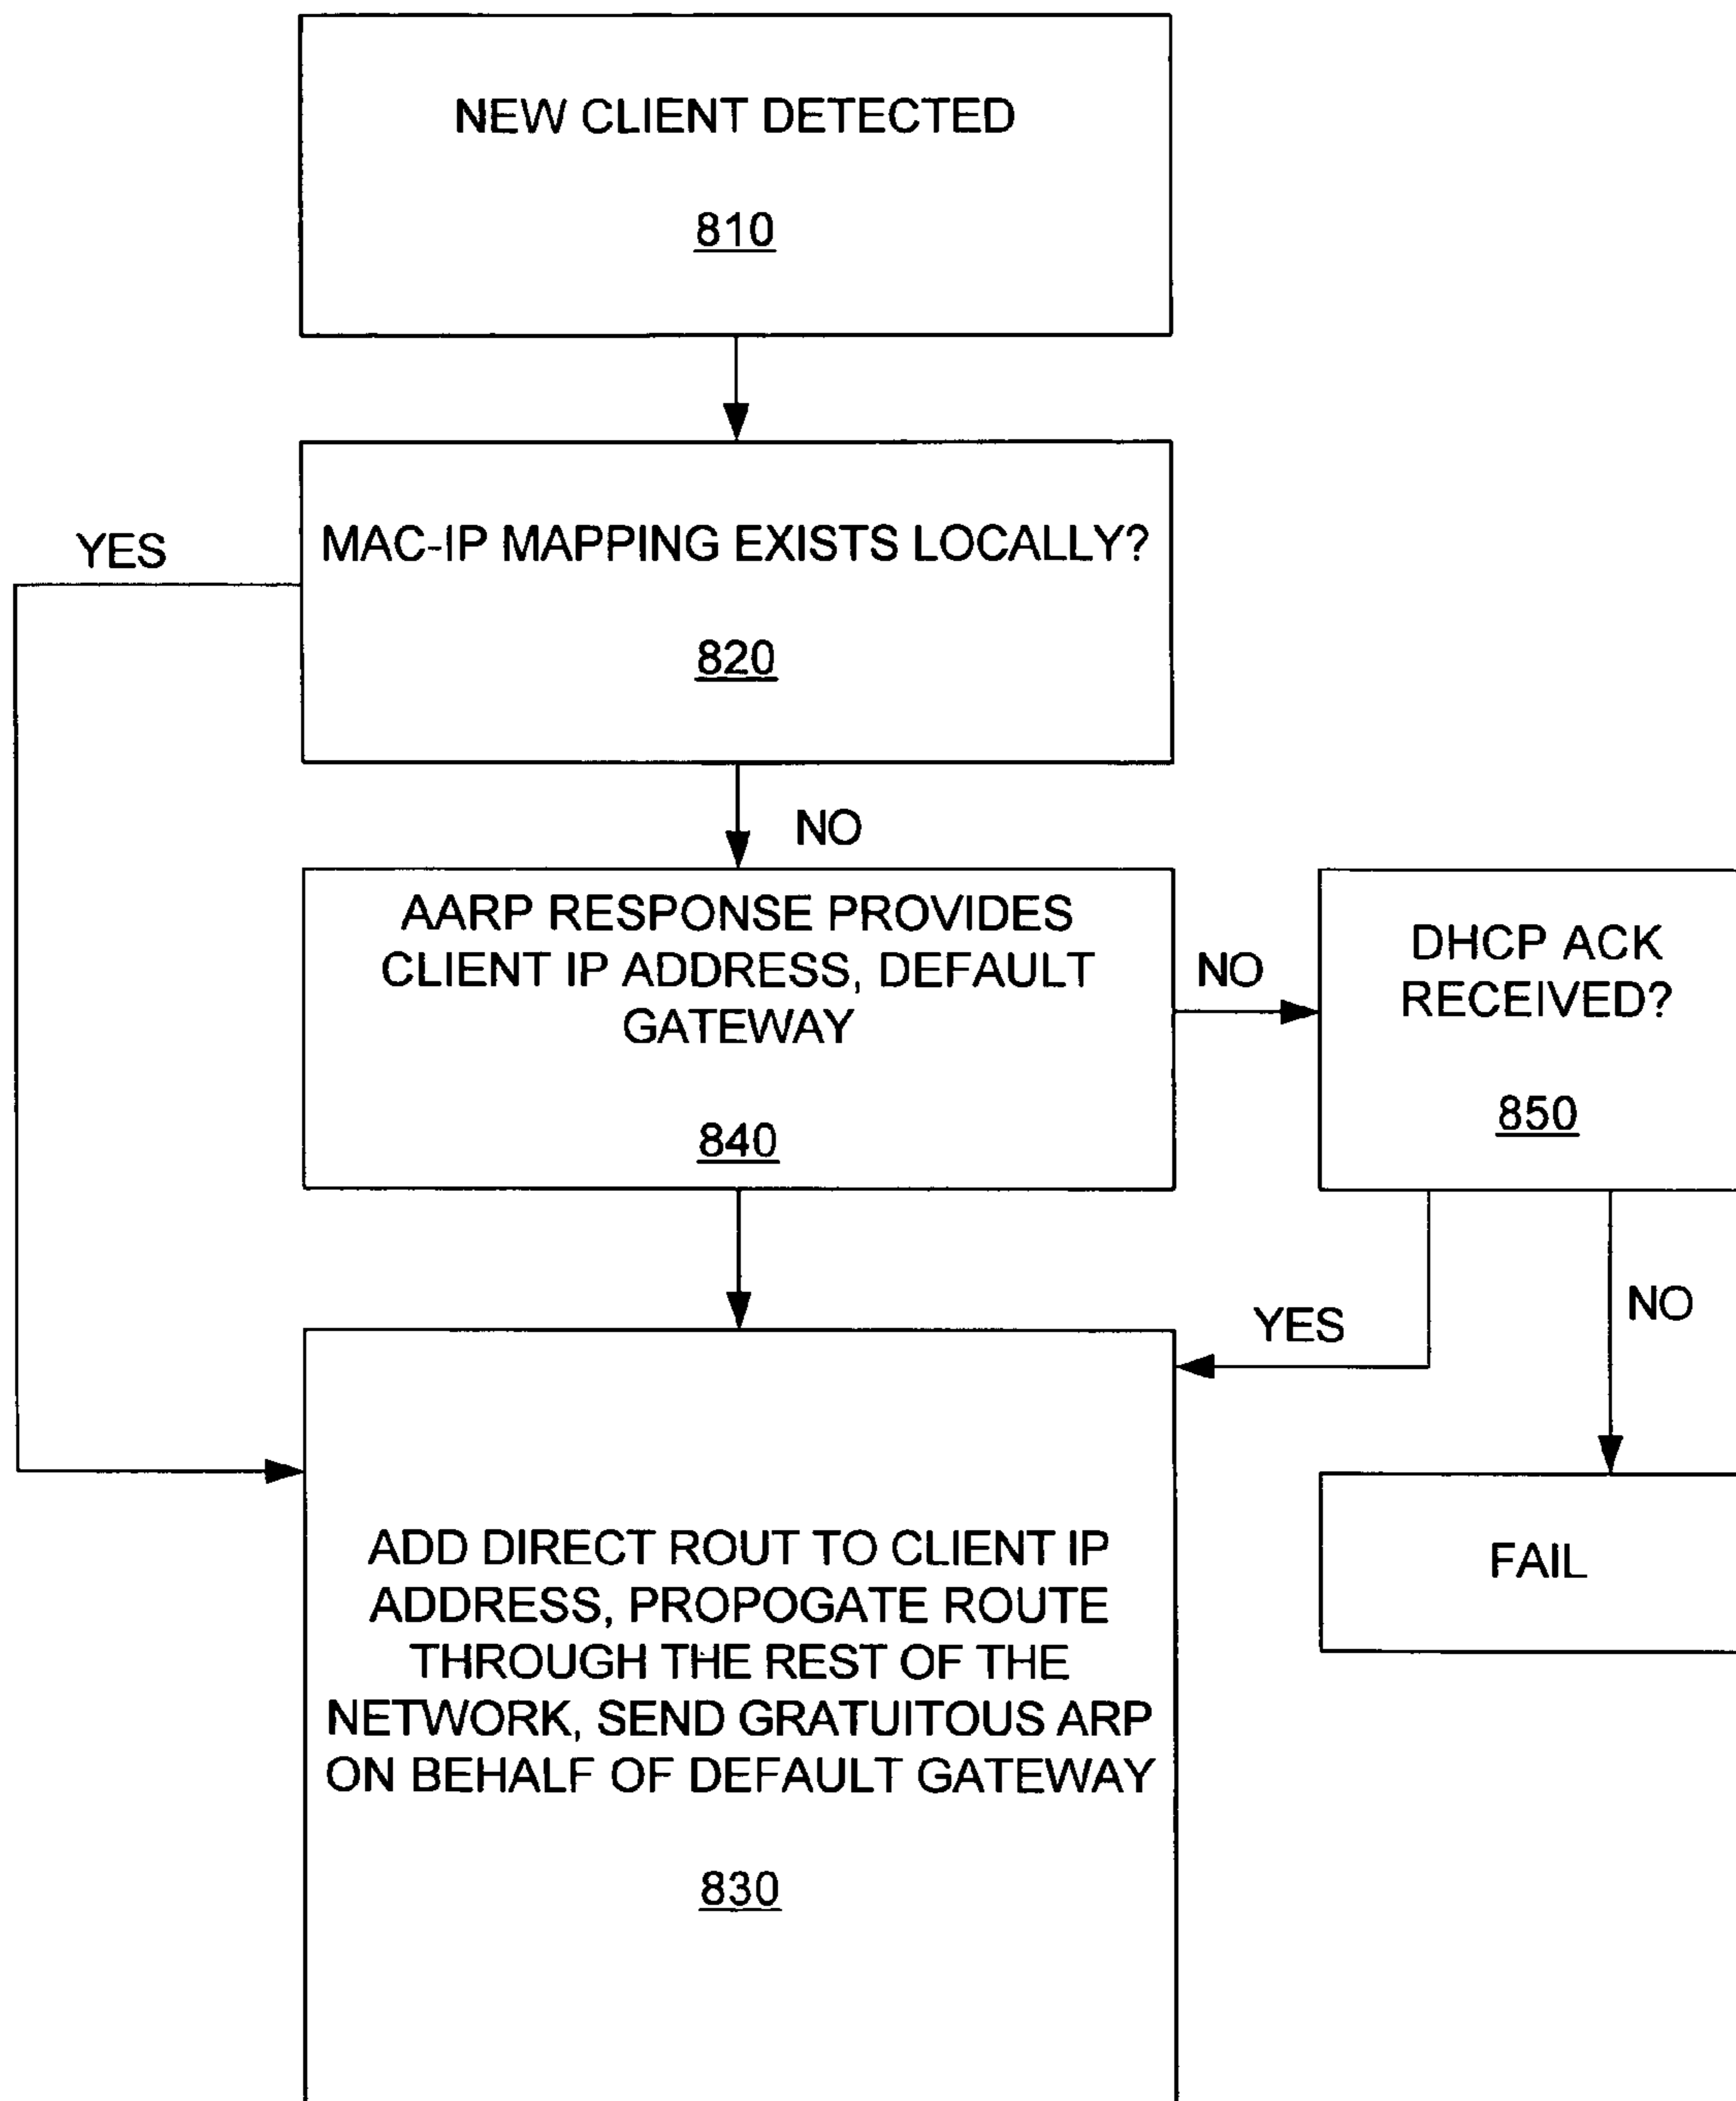 NEW CLIENT DETECTED
810
YES
MAC-IP MAPPING EXISTS LOCALLY?
820
NO
AARP RESPONSE PROVIDES
CLIENT IP ADDRESS, DEFAULT
GATEWAY
840
NO
DHCP ACK
RECEIVED?
850
YES
NO
ADD DIRECT ROUT TO CLIENT IP
ADDRESS, PROPOGATE ROUTE
THROUGH THE REST OF THE
NETWORK, SEND GRATUITOUS ARP
ON BEHALF OF DEFAULT GATEWAY
830
FAIL